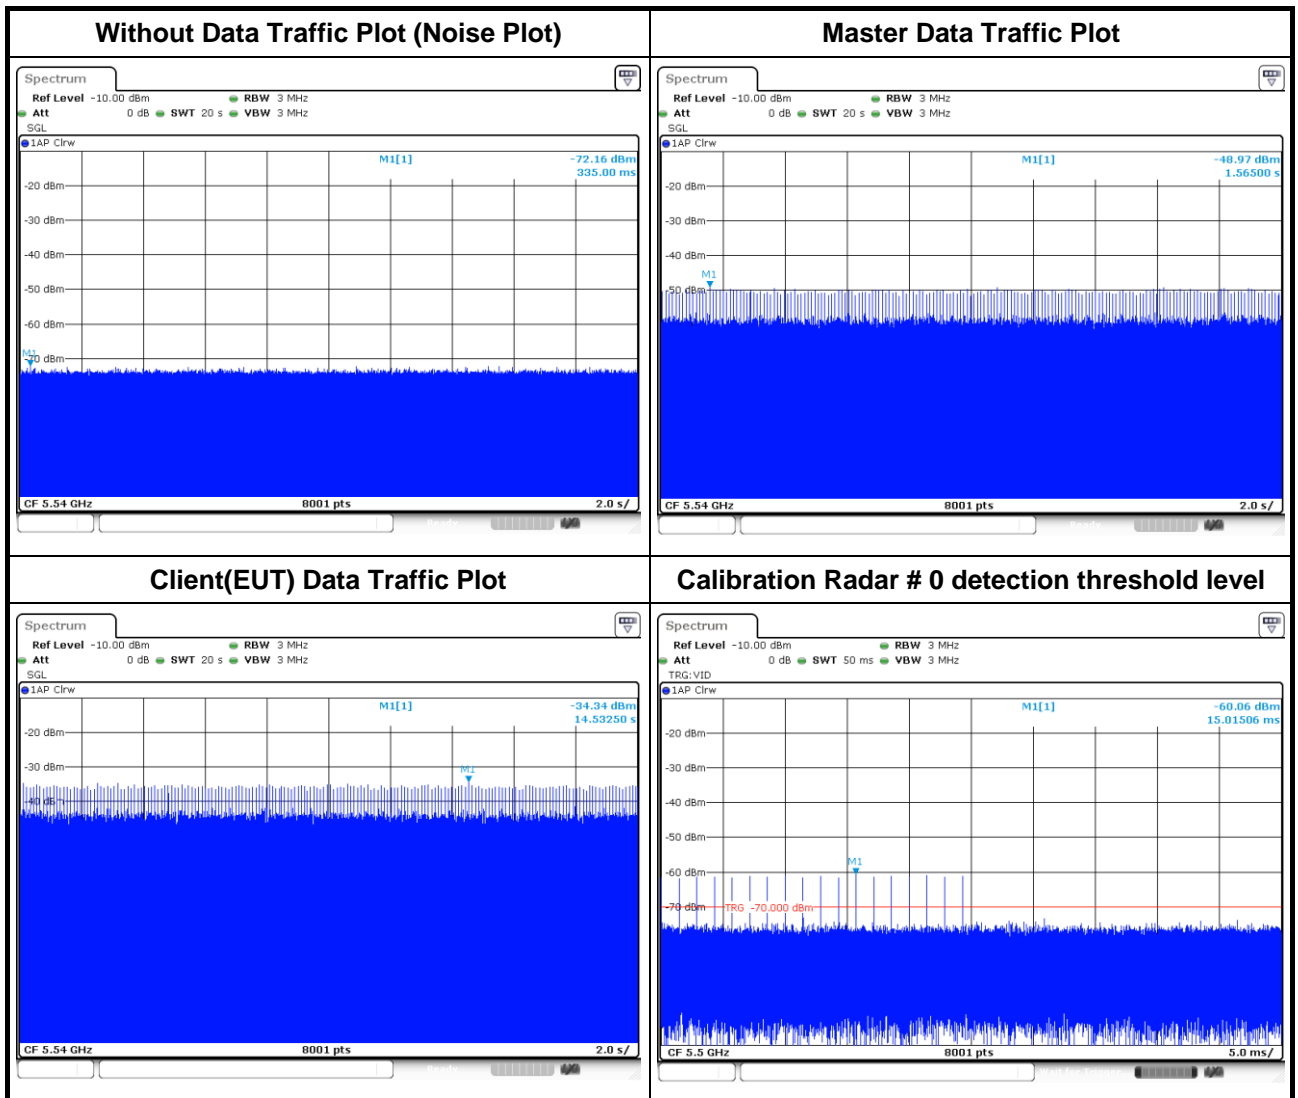 Without Data Traffic Plot (Noise Plot)
Spectrum
Ref Level -10.00 dBm RBW 3 MHz
Att 0 dB SWT 20 s VBW 3 MHz
SGL
1AP Clrw
M1[1] -72.16 dBm
335.00 ms
-20 dBm
-30 dBm
-40 dBm
-50 dBm
-60 dBm
M1
-70 dBm
CF 5.54 GHz 8001 pts 2.0 s/
Ready
Master Data Traffic Plot
Spectrum
Ref Level -10.00 dBm RBW 3 MHz
Att 0 dB SWT 20 s VBW 3 MHz
SGL
1AP Clrw
M1[1] -48.97 dBm
1.56500 s
-20 dBm
-30 dBm
-40 dBm
M1
-50 dBm
CF 5.54 GHz 8001 pts 2.0 s/
Ready
Client(EUT) Data Traffic Plot
Spectrum
Ref Level -10.00 dBm RBW 3 MHz
Att 0 dB SWT 20 s VBW 3 MHz
SGL
1AP Clrw
M1[1] -34.34 dBm
14.53250 s
-20 dBm
-30 dBm
M1
-40 dBm
CF 5.54 GHz 8001 pts 2.0 s/
Ready
Calibration Radar # 0 detection threshold level
Spectrum
Ref Level -10.00 dBm RBW 3 MHz
Att 0 dB SWT 50 ms VBW 3 MHz
TRG:VID
1AP Clrw
M1[1] -60.06 dBm
15.01506 ms
-20 dBm
-30 dBm
-40 dBm
-50 dBm
M1
-60 dBm
-70 dBm TRG -70.000 dBm
CF 5.5 GHz 8001 pts 5.0 ms/
Wait for Trigger